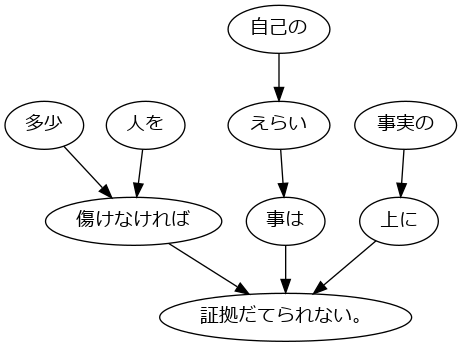 自己の
多少
人を
えらい
事実の
傷けなければ
事は
上に
証拠だてられない。